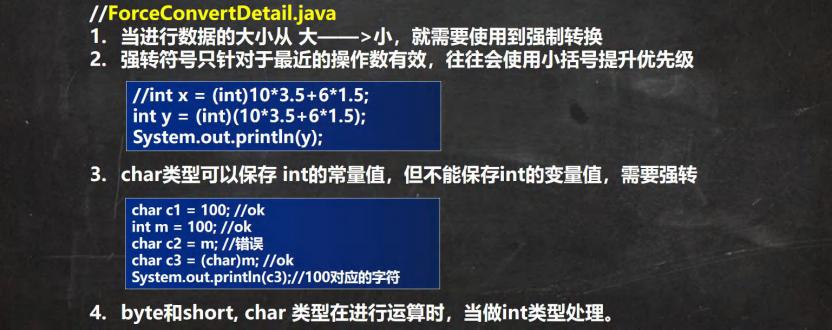 //ForceConvertDetail.java
1. 当进行数据的大小从 大——>小，就需要使用到强制转换
2. 强转符号只针对于最近的操作数有效，往往会使用小括号提升优先级
//int x = (int)10*3.5+6*1.5;
int y = (int)(10*3.5+6*1.5);
System.out.println(y);
3. char类型可以保存 int的常量值，但不能保存int的变量值，需要强转
char c1 = 100; //ok
int m = 100; //ok
char c2 = m; //错误
char c3 = (char)m; //ok
System.out.println(c3);//100对应的字符
4. byte和short, char 类型在进行运算时，当做int类型处理。